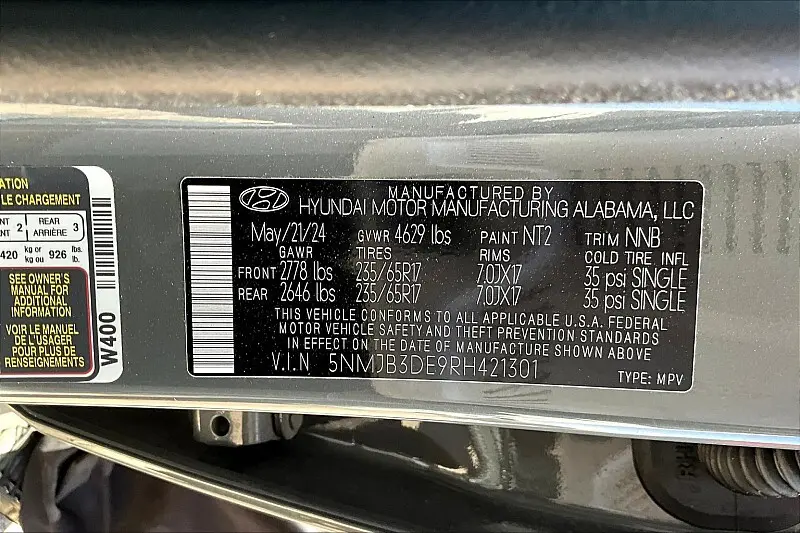 ATION
LE CHARGEMENT
NT 2
REAR
ARRIÈRE 3
420 kg or
ou 926 lbs.
SEE OWNER'S
MANUAL FOR
ADDITIONAL
INFORMATION
VOIR LE MANUEL
DE L'USAGER
POUR PLUS DE
RENSEIGNEMENTS
W400
MANUFACTURED BY
HYUNDAI MOTOR MANUFACTURING ALABAMA, LLC
May/21/24 GVWR 4629 lbs PAINT NT2 TRIM NNB
GAWR TIRES RIMS COLD TIRE INFL
FRONT 2778 lbs 235/65R17 7.0JX17 35 psi SINGLE
REAR 2646 lbs 235/65R17 7.0JX17 35 psi SINGLE
THIS VEHICLE CONFORMS TO ALL APPLICABLE U.S.A. FEDERAL
MOTOR VEHICLE SAFETY AND THEFT PREVENTION STANDARDS
IN EFFECT ON THE DATE OF MANUFACTURE SHOWN ABOVE
V.I.N 5NMJB3DE9RH421301
TYPE: MPV
RH